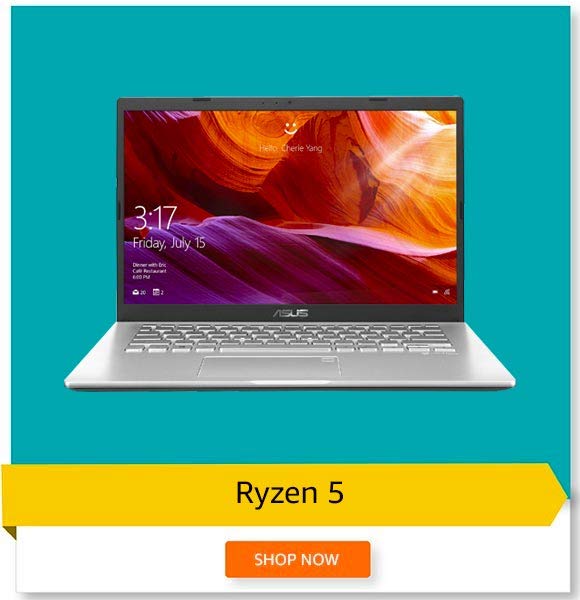 Hello, Cherie Yang
3:17
Friday, July 15
Dinner with Eric
Café Restaurant
6:00 PM
20 2
ASUS
Ryzen 5
SHOP NOW